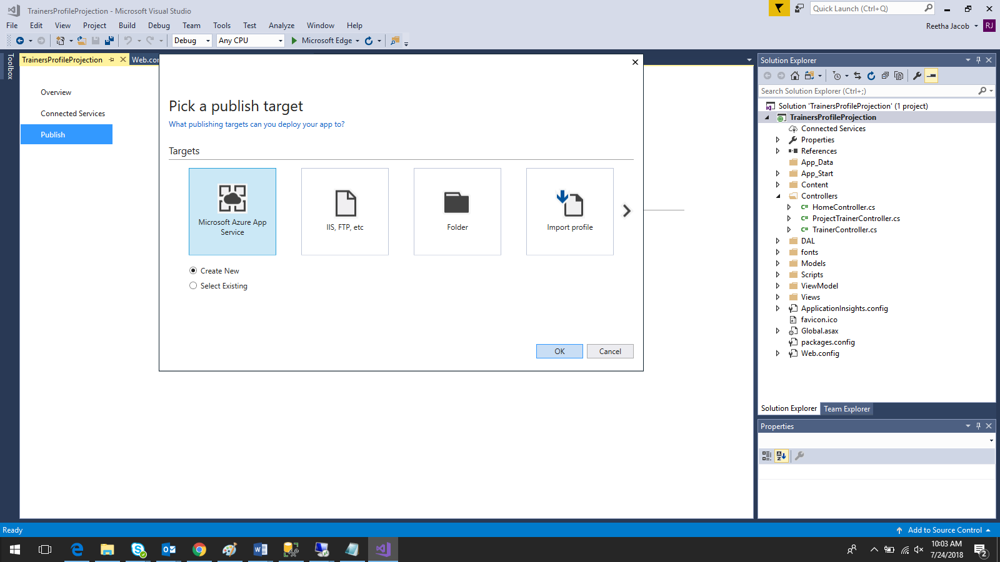 TrainersProfileProjection - Microsoft Visual Studio
Quick Launch (Ctrl+Q)
File Edit View Project Build Debug Team Tools Test Analyze Window Help
Reetha Jacob RJ
Debug Any CPU Microsoft Edge
Toolbox
TrainersProfileProjection Web.con
Overview
Connected Services
Publish
Pick a publish target
What publishing targets can you deploy your app to?
Targets
Microsoft Azure App
Service
IIS, FTP, etc
Folder
Import profile
Create New
Select Existing
OK Cancel
Solution Explorer
Search Solution Explorer (Ctrl+;)
Solution 'TrainersProfileProjection' (1 project)
TrainersProfileProjection
Connected Services
Properties
References
App_Data
App_Start
Content
Controllers
C# HomeController.cs
C# ProjectTrainerController.cs
C# TrainerController.cs
DAL
fonts
Models
Scripts
ViewModel
Views
ApplicationInsights.config
favicon.ico
Global.asax
packages.config
Web.config
Solution Explorer Team Explorer
Properties
Ready
Add to Source Control
10:03 AM
7/24/2018
2